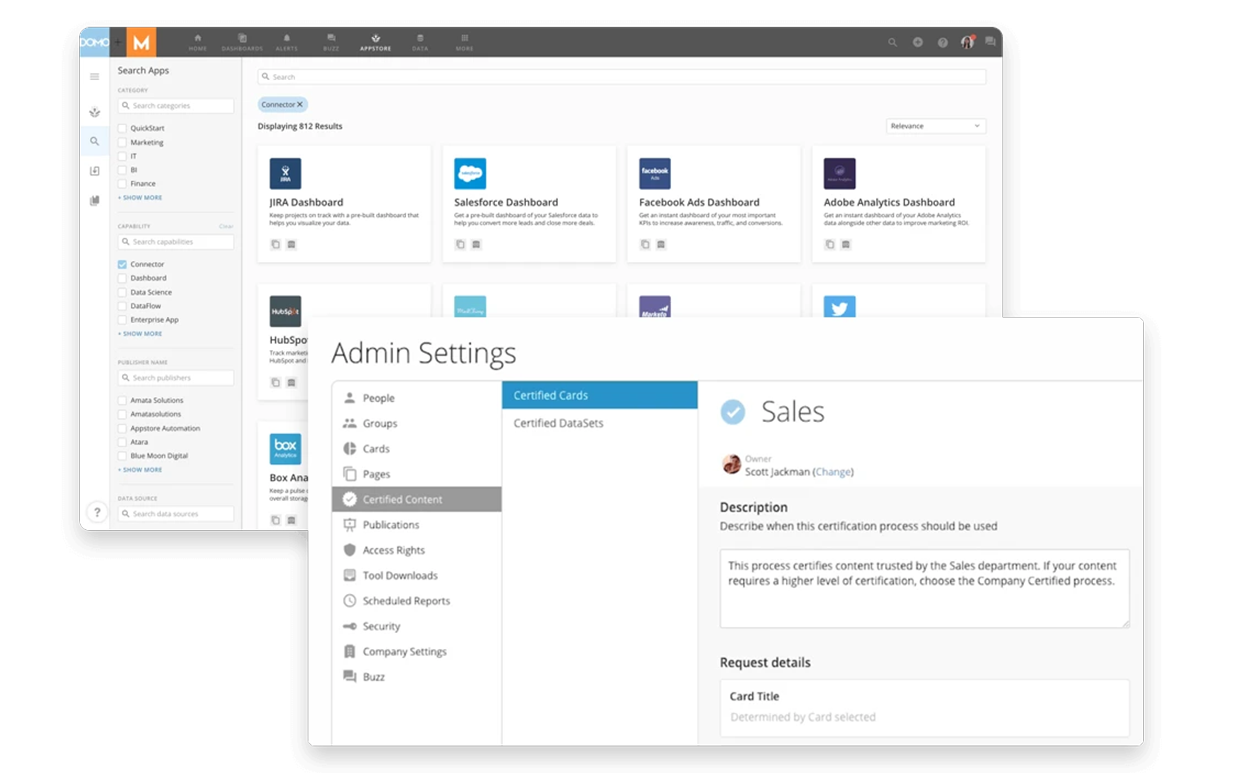 DOMO
M
HOME
DASHBOARDS
ALERTS
BUZZ
APPSTORE
DATA
MORE
Search Apps
CATEGORY
Search categories
QuickStart
Marketing
IT
BI
Finance
+ SHOW MORE
CAPABILITY
Clear
Search capabilities
Connector
Dashboard
Data Science
DataFlow
Enterprise App
+ SHOW MORE
PUBLISHER NAME
Search publishers
Amata Solutions
Amatasolutions
Appstore Automation
Atara
Blue Moon Digital
+ SHOW MORE
DATA SOURCE
Search data sources
?
Search
Connector X
Displaying 812 Results
Relevance
JIRA
JIRA Dashboard
Keep projects on track with a pre-built dashboard that
helps you visualize your data.
salesforce
Salesforce Dashboard
Get a pre-built dashboard of your Salesforce data to
help you convert more leads and close more deals.
facebook
Ads
Facebook Ads Dashboard
Get an instant dashboard of your most important
KPIs to increase awareness, traffic, and conversions.
Adobe Analytics Dashboard
Get an instant dashboard of your Adobe Analytics
data alongside other data to improve marketing ROI.
HubSpot
HubSpo
Track marketi
HubSpot and
MailChimp
Marketo
box
Analytics
Box Ana
Keep a pulse
overall storag
Admin Settings
People
Groups
Cards
Pages
Certified Content
Publications
Access Rights
Tool Downloads
Scheduled Reports
Security
Company Settings
Buzz
Certified Cards
Certified DataSets
Sales
Owner
Scott Jackman (Change)
Description
Describe when this certification process should be used
This process certifies content trusted by the Sales department. If your content
requires a higher level of certification, choose the Company Certified process.
Request details
Card Title
Determined by Card selected